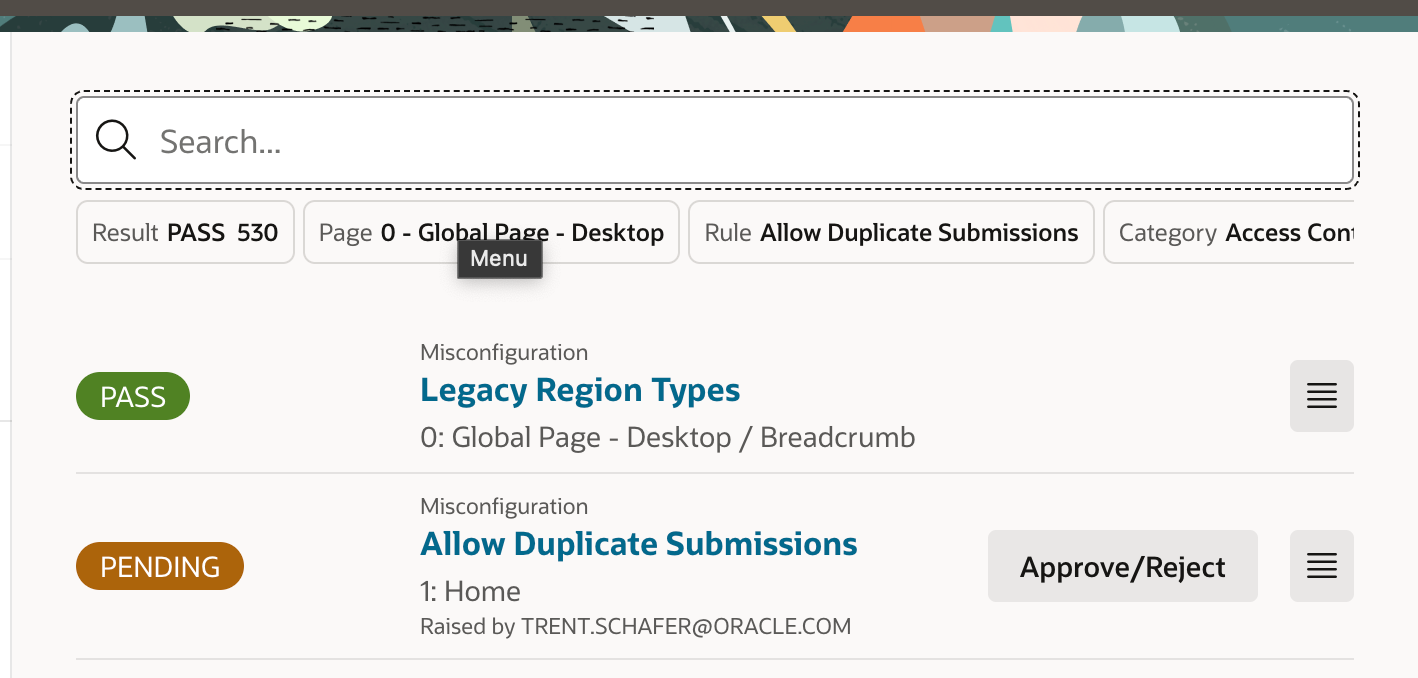 Search...
Result PASS 530 Page 0 - Global Page - Desktop Rule Allow Duplicate Submissions Category Access Cont
Menu
Misconfiguration
Legacy Region Types
PASS
0: Global Page - Desktop / Breadcrumb
Misconfiguration
Allow Duplicate Submissions
PENDING
Approve/Reject
1: Home
Raised by TRENT.SCHAFER@ORACLE.COM